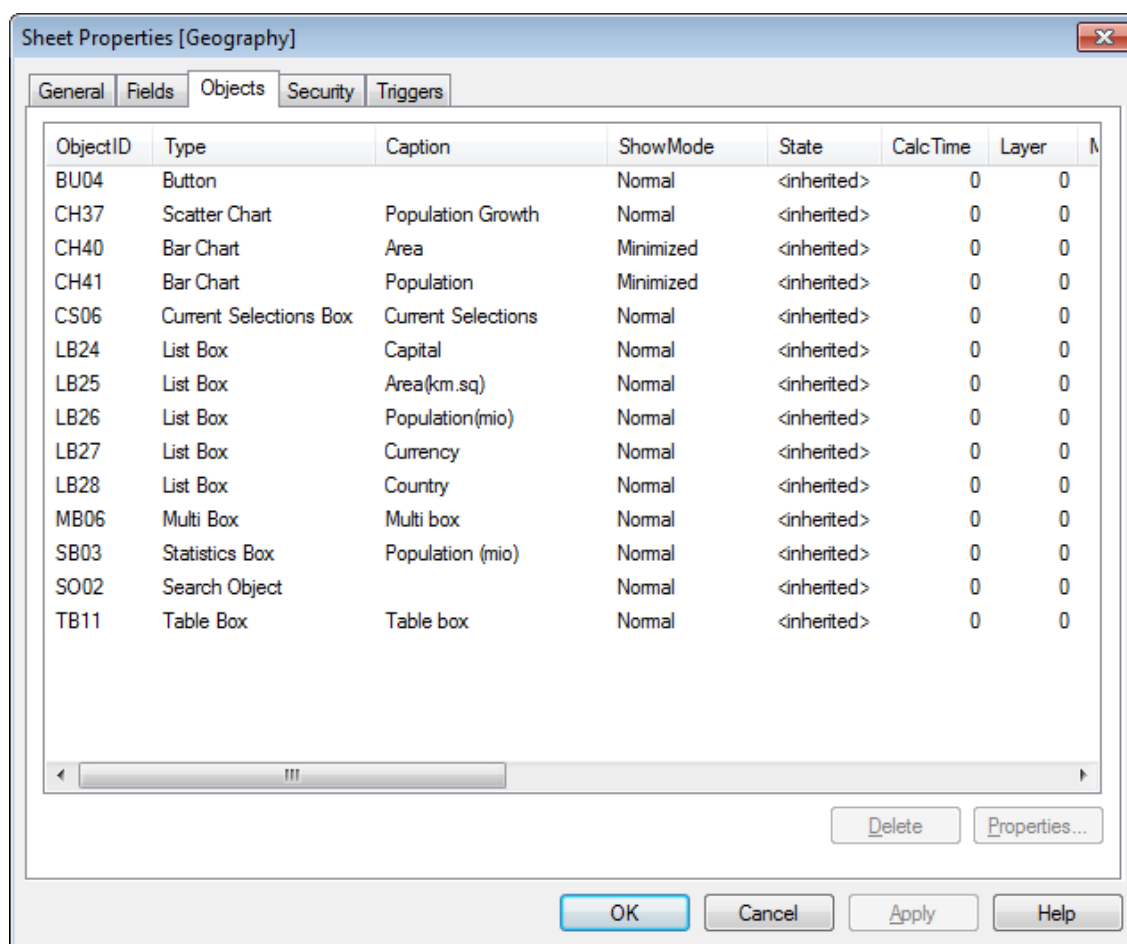 Sheet Properties [Geography]
General Fields Objects Security Triggers
ObjectID Type Caption ShowMode State CalcTime Layer
BU04 Button Normal <inherited> 0 0
CH37 Scatter Chart Population Growth Normal <inherited> 0 0
CH40 Bar Chart Area Minimized <inherited> 0 0
CH41 Bar Chart Population Minimized <inherited> 0 0
CS06 Current Selections Box Current Selections Normal <inherited> 0 0
LB24 List Box Capital Normal <inherited> 0 0
LB25 List Box Area(km.sq) Normal <inherited> 0 0
LB26 List Box Population(mio) Normal <inherited> 0 0
LB27 List Box Currency Normal <inherited> 0 0
LB28 List Box Country Normal <inherited> 0 0
MB06 Multi Box Multi box Normal <inherited> 0 0
SB03 Statistics Box Population (mio) Normal <inherited> 0 0
SO02 Search Object Normal <inherited> 0 0
TB11 Table Box Table box Normal <inherited> 0 0
Delete Properties...
OK Cancel Apply Help